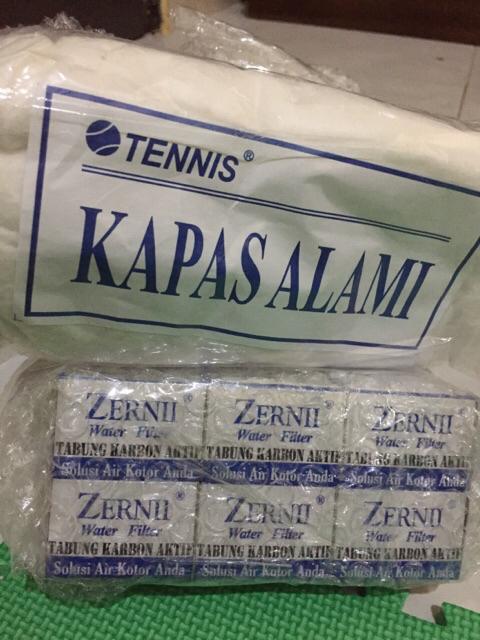 TENNIS®
KAPAS ALAMI
ZERNII® ZERNII® ZERNII®
Water Filter Water Filter Water Filter
TABUNG KARBON AKTIF TABUNG KARBON AKTIF TABUNG KARBON AKTIF
Solusi Air Kotor Anda Solusi Air Kotor Anda Solusi Air Kotor Anda
ZERNII® ZERNII® ZERNII®
Water Filter Water Filter Water Filter
TABUNG KARBON AKTIF TABUNG KARBON AKTIF TABUNG KARBON AKTIF
Solusi Air Kotor Anda Solusi Air Kotor Anda Solusi Air Kotor Anda